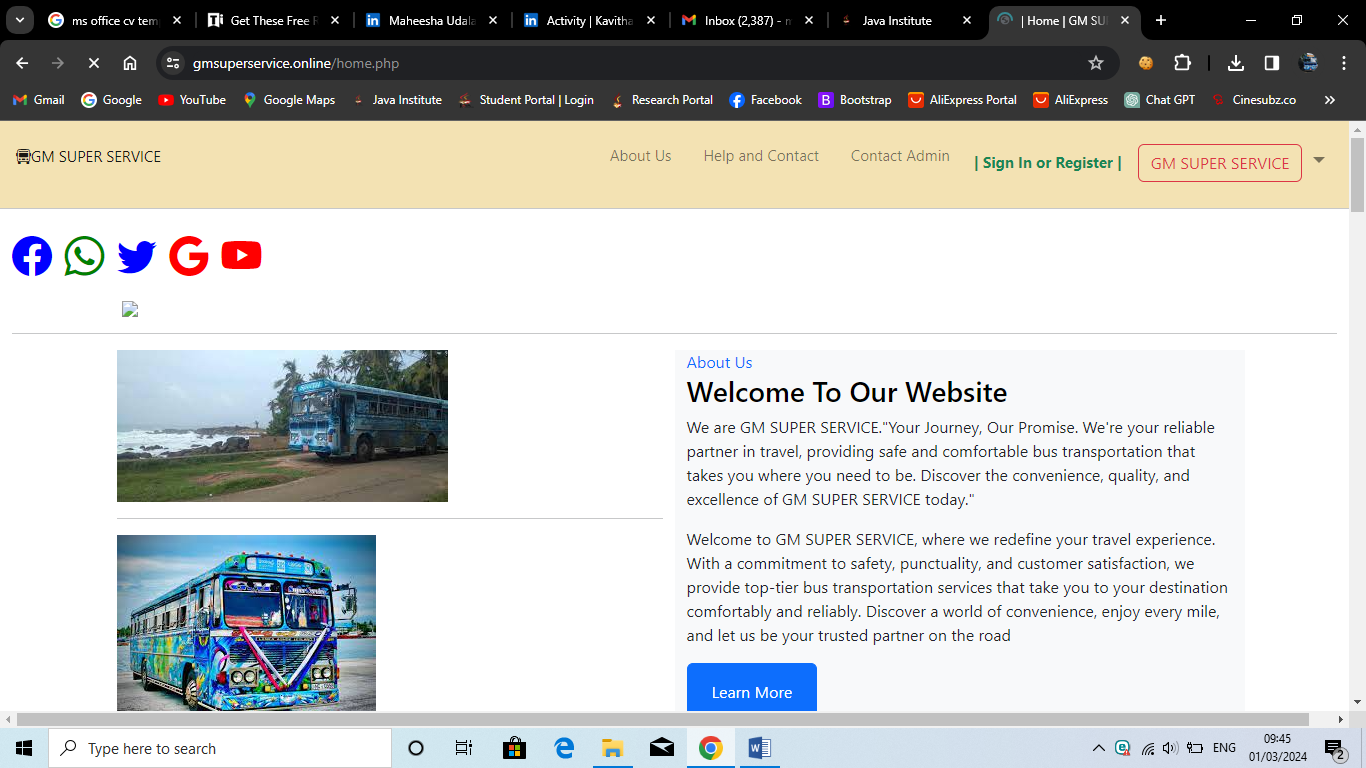 ms office cv tem
Get These Free R
Maheesha Udala
Activity | Kavitha
Inbox (2,387) - m
Java Institute
| Home | GM SU
gmsuperservice.online/home.php
Gmail
Google
YouTube
Google Maps
Java Institute
Student Portal | Login
Research Portal
Facebook
Bootstrap
AliExpress Portal
AliExpress
Chat GPT
Cinesubz.co
GM SUPER SERVICE
About Us
Help and Contact
Contact Admin
| Sign In or Register |
GM SUPER SERVICE
About Us
Welcome To Our Website
We are GM SUPER SERVICE."Your Journey, Our Promise. We're your reliable
partner in travel, providing safe and comfortable bus transportation that
takes you where you need to be. Discover the convenience, quality, and
excellence of GM SUPER SERVICE today."
Welcome to GM SUPER SERVICE, where we redefine your travel experience.
With a commitment to safety, punctuality, and customer satisfaction, we
provide top-tier bus transportation services that take you to your destination
comfortably and reliably. Discover a world of convenience, enjoy every mile,
and let us be your trusted partner on the road
Learn More
Type here to search
ENG
09:45
01/03/2024
2